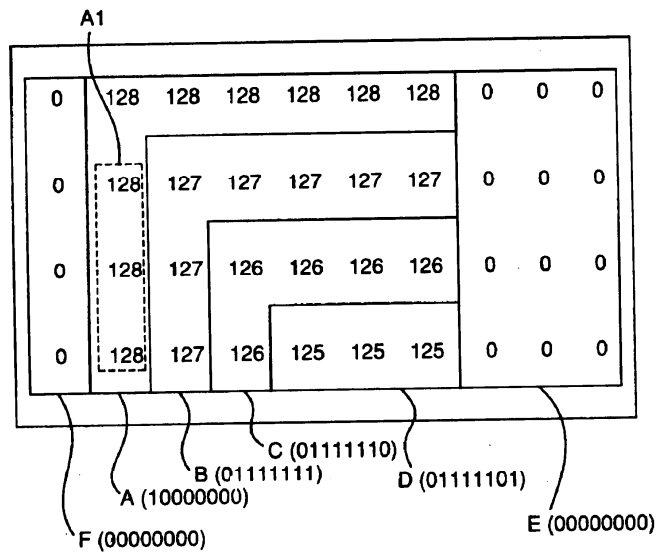 A1
0 128 128 128 128 128 128 0 0 0
0 128 127 127 127 127 127 0 0 0
0 128 127 126 126 126 126 0 0 0
0 128 127 126 125 125 125 0 0 0
C (01111110)
B (01111111)
D (01111101)
A (10000000)
E (00000000)
F (00000000)